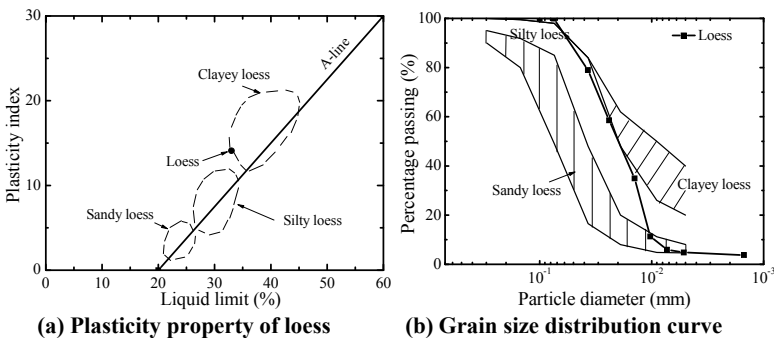 30
20
10
0
0 10 20 30 40 50 60
Plasticity index
Liquid limit (%)
A-line
Clayey loess
Loess
Sandy loess
Silty loess
(a) Plasticity property of loess
100
80
60
40
20
0
10⁻¹ 10⁻² 10⁻³
Percentage passing (%)
Particle diameter (mm)
Silty loess
Loess
Sandy loess
Clayey loess
(b) Grain size distribution curve